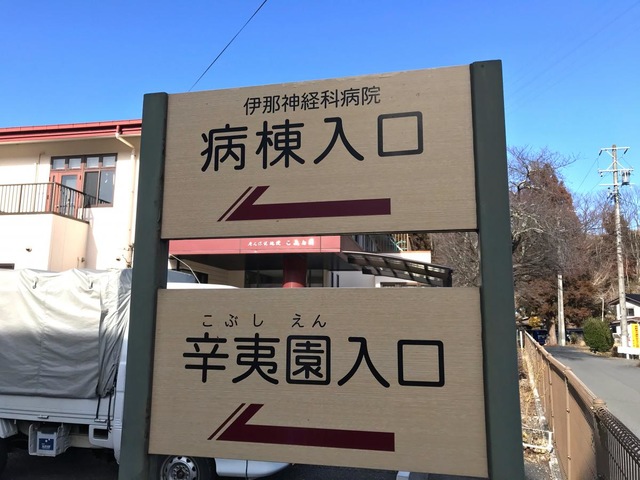 伊那神経科病院
病棟入口
こぶし えん
辛夷園入口